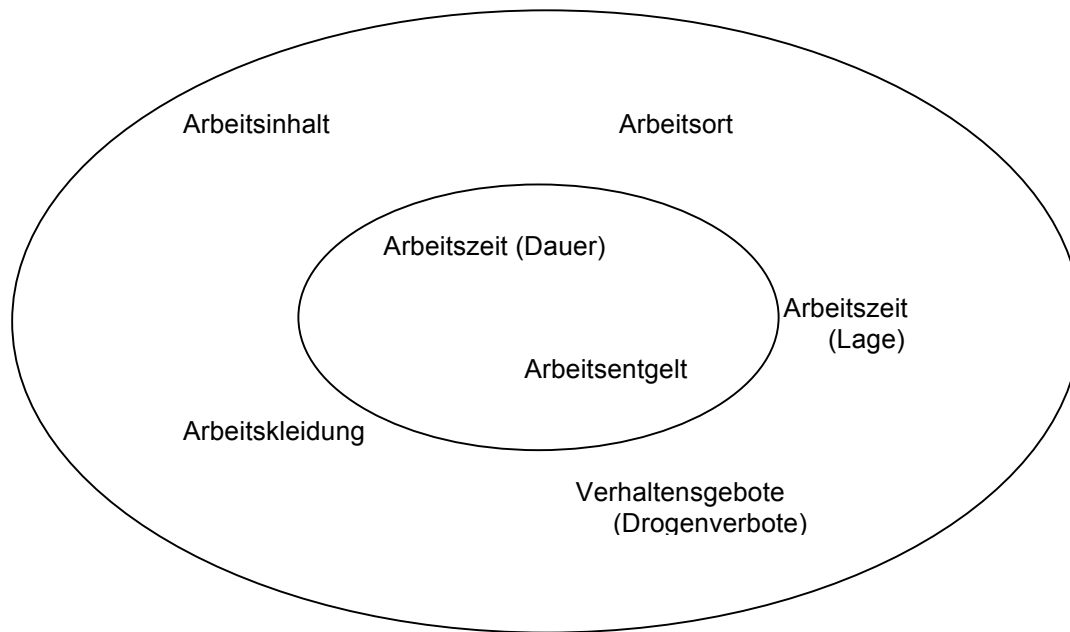 Arbeitsinhalt
Arbeitsort
Arbeitszeit (Dauer)
Arbeitszeit
(Lage)
Arbeitsentgelt
Arbeitskleidung
Verhaltensgebote
(Drogenverbote)